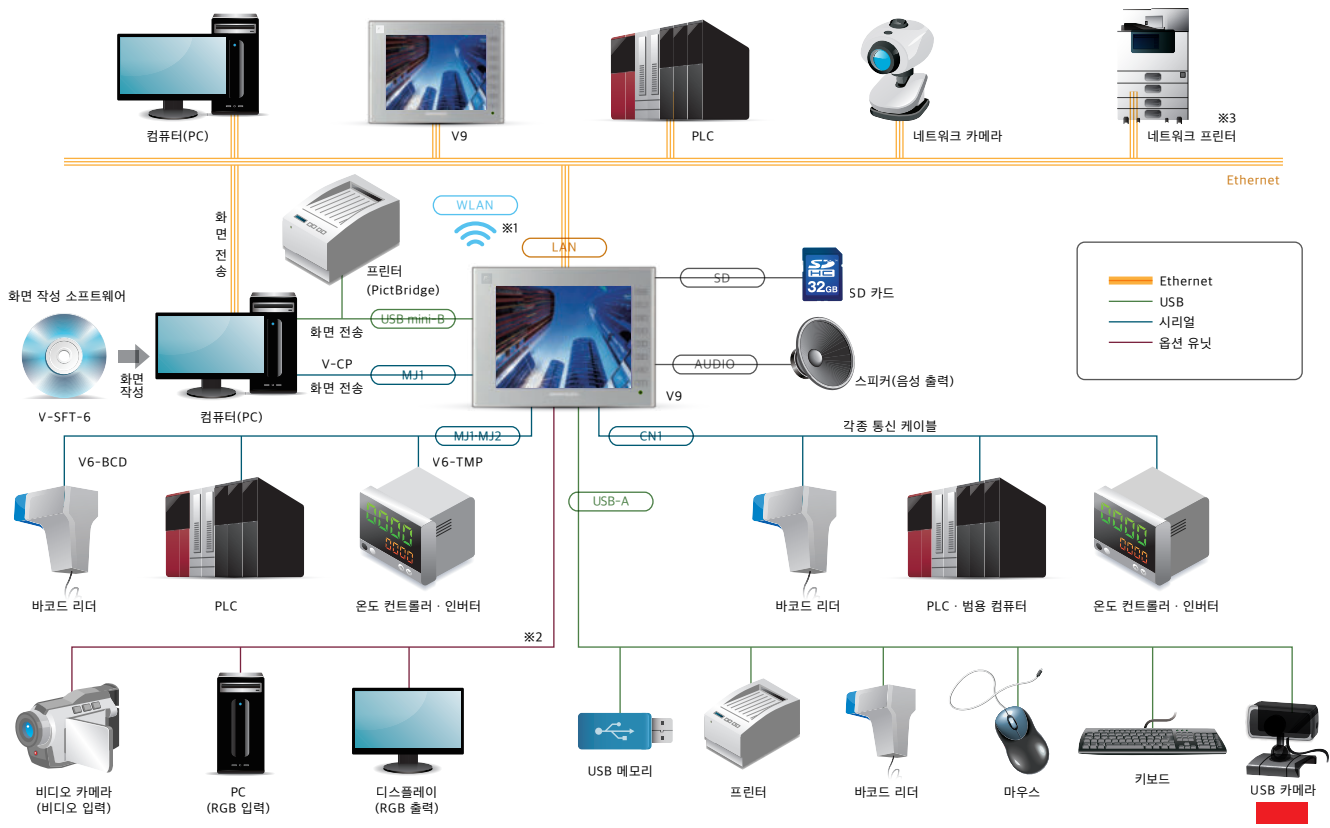 컴퓨터(PC)
V9
PLC
네트워크 카메라
※3
네트워크 프린터
Ethernet
화면 전송
프린터
(PictBridge)
WLAN
※1
LAN
SD
SD 카드
32GB
Ethernet
USB
시리얼
옵션 유닛
화면 작성 소프트웨어
V-SFT-6
화면
작성
컴퓨터(PC)
USB mini-B
화면 전송
V-CP
MJ1
화면 전송
V9
AUDIO
스피커(음성 출력)
MJ1·MJ2
CN1
각종 통신 케이블
V6-BCD
V6-TMP
USB-A
바코드 리더
PLC
온도 컨트롤러 · 인버터
바코드 리더
PLC · 범용 컴퓨터
온도 컨트롤러 · 인버터
※2
비디오 카메라
(비디오 입력)
PC
(RGB 입력)
디스플레이
(RGB 출력)
USB 메모리
프린터
바코드 리더
마우스
키보드
USB 카메라